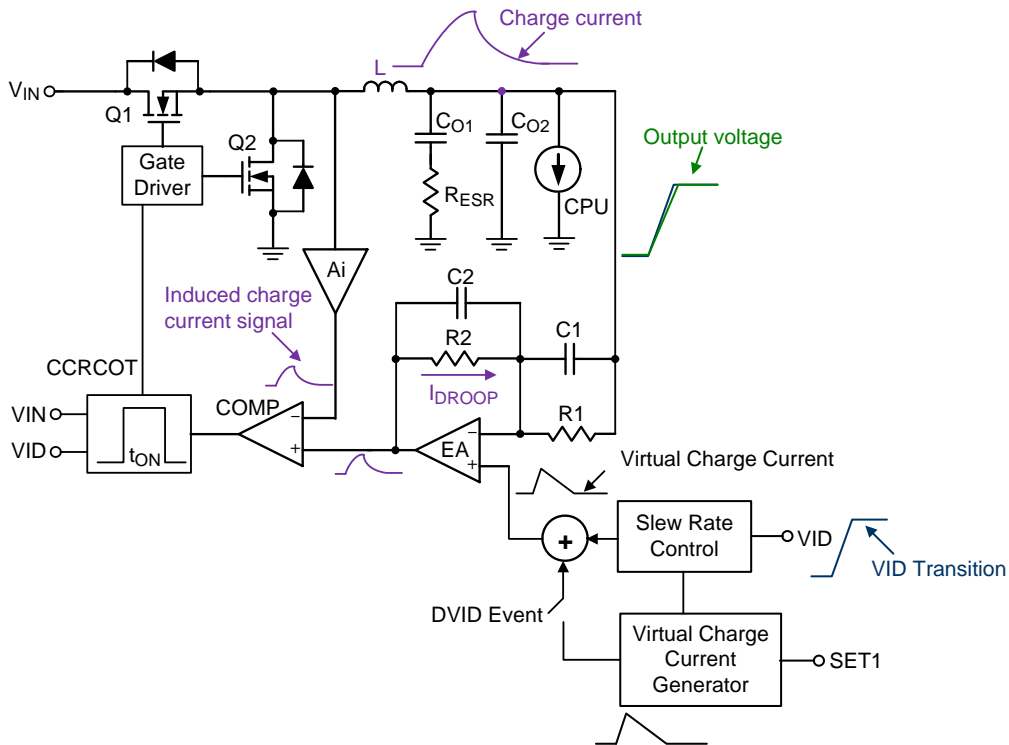 Charge current
L
VIN
Q1
Q2
CO1
CO2
Gate
Driver
RESR
CPU
Output voltage
Ai
C2
Induced charge
current signal
C1
R2
CCRCOT
IDROOP
COMP
VIN
VID
tON
−
+
EA
−
+
R1
Virtual Charge Current
Slew Rate
Control
+
VID
VID Transition
DVID Event
Virtual Charge
Current
Generator
SET1